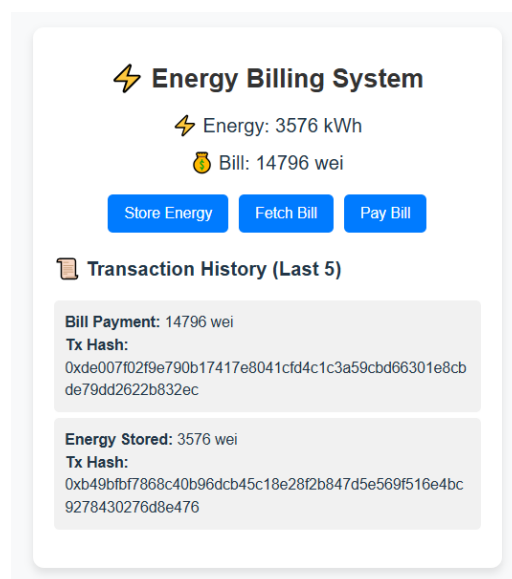 ⚡ Energy Billing System
⚡ Energy: 3576 kWh
💰 Bill: 14796 wei
Store Energy Fetch Bill Pay Bill
📜 Transaction History (Last 5)
Bill Payment: 14796 wei
Tx Hash:
0xde007f02f9e790b17417e8041cfd4c1c3a59cbd66301e8cb
de79dd2622b832ec
Energy Stored: 3576 wei
Tx Hash:
0xb49bfbf7868c40b96dcb45c18e28f2b847d5e569f516e4bc
9278430276d8e476